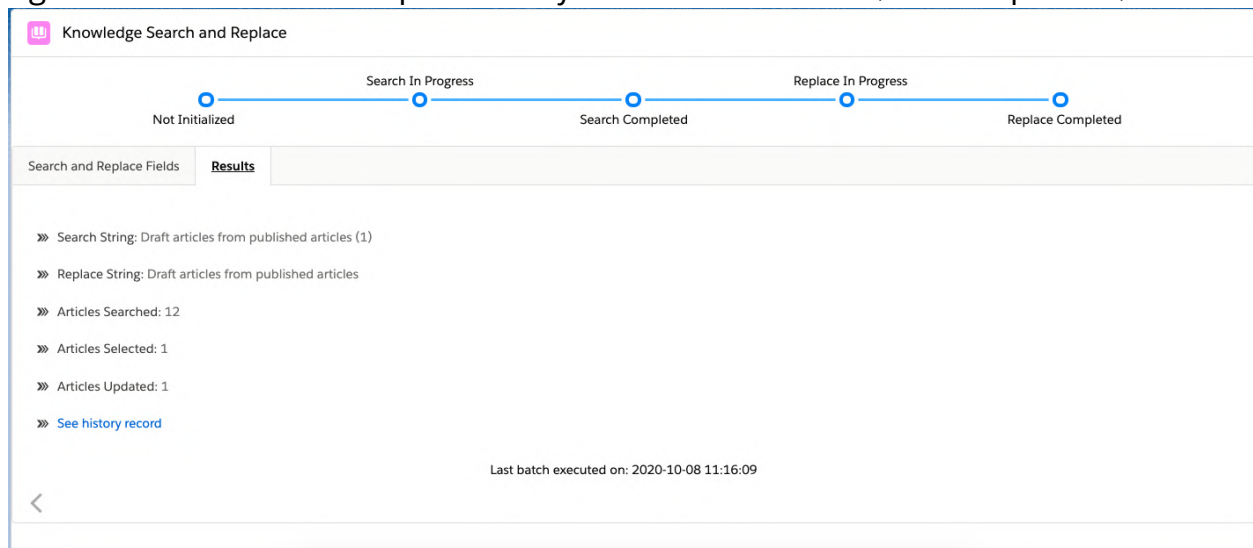 Knowledge Search and Replace
Search In Progress
Replace In Progress
Not Initialized
Search Completed
Replace Completed
Search and Replace Fields
Results
Search String: Draft articles from published articles (1)
Replace String: Draft articles from published articles
Articles Searched: 12
Articles Selected: 1
Articles Updated: 1
See history record
Last batch executed on: 2020-10-08 11:16:09